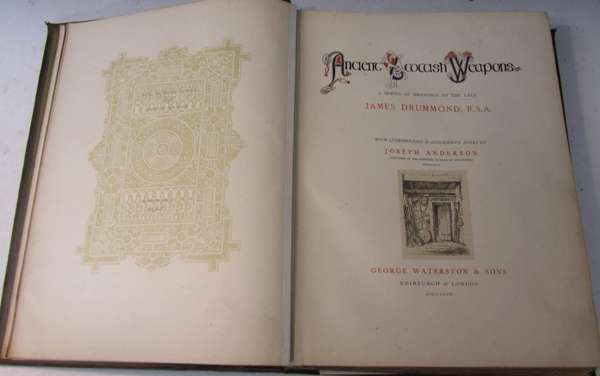 Ancient Scottish Weapons
A SERIES OF DRAWINGS BY THE LATE
JAMES DRUMMOND, R.S.A.
WITH INTRODUCTION & DESCRIPTIVE NOTES BY
JOSEPH ANDERSON
GEORGE WATERSTON & SONS
EDINBURGH & LONDON